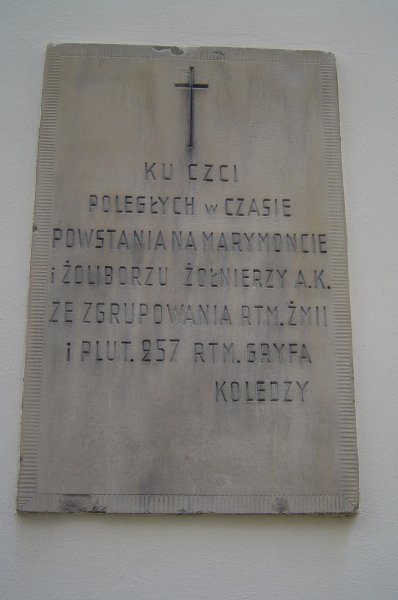 KU CZCI
POLEGŁYCH W CZASIE
POWSTANIA NA MARYMONCIE
i ŻOLIBORZU ŻOŁNIERZY A.K.
ZE ZGRUPOWANIA RTM. ŻMII
i PLUT. 257 RTM. GRYFA
KOLEDZY